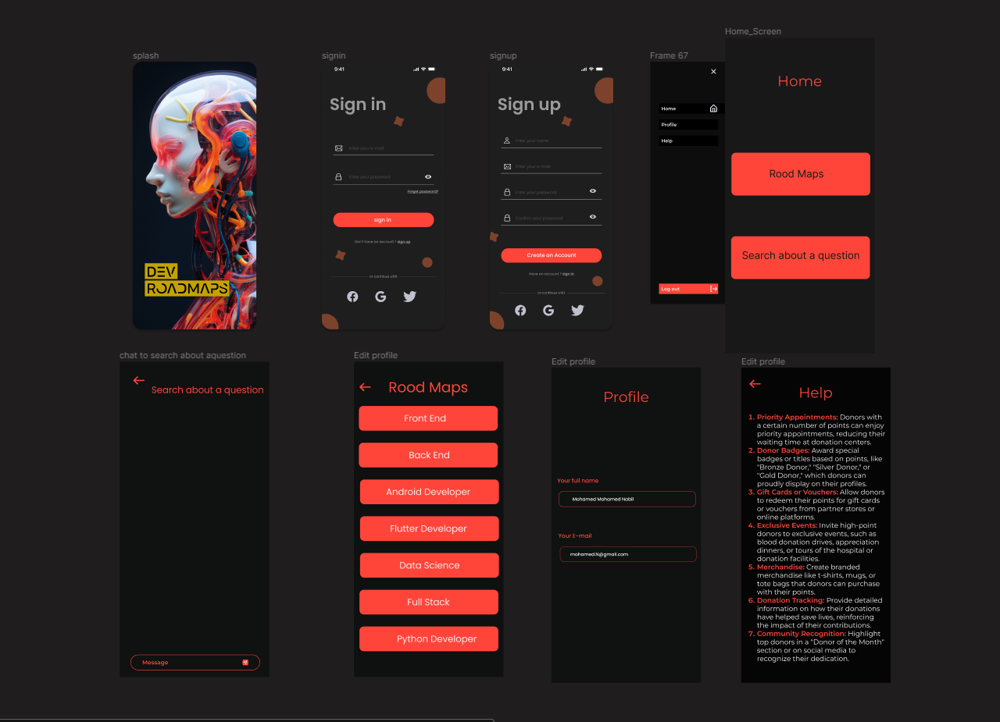 splash
DEV
ROADMAPS
signin
9:41
Sign in
Enter your e-mail
Enter your password
Forgot password?
sign in
Don't have an account ? sign up
or continue with
signup
9:41
Sign up
Enter your name
Enter your e-mail
Enter your password
Confirm your password
Create an Account
Have an account ? sign in
or continue with
Frame 67
Home
Profile
Help
Log out
Home_Screen
Home
Rood Maps
Search about a question
chat to search about aquestion
Search about a question
Message
Edit profile
Rood Maps
Front End
Back End
Android Developer
Flutter Developer
Data Science
Full Stack
Python Developer
Edit profile
Profile
Your full name
Mohamed Mohamed Nabil
Your E-mail
mohamed.N@gmail.com
Edit profile
Help
1. Priority Appointments: Donors with
a certain number of points can enjoy
priority appointments, reducing their
waiting time at donation centers.
2. Donor Badges: Award special
badges or titles based on points, like
"Bronze Donor," "Silver Donor," or
"Gold Donor," which donors can
proudly display on their profiles.
3. Gift Cards or Vouchers: Allow donors
to redeem their points for gift cards
or vouchers from partner stores or
online platforms.
4. Exclusive Events: Invite high-point
donors to exclusive events, such as
blood donation drives, appreciation
dinners, or tours of the hospital or
donation facilities.
5. Merchandise: Create branded
merchandise like t-shirts, mugs, or
tote bags that donors can purchase
with their points.
6. Donation Tracking: Provide detailed
information on how their donations
have helped save lives, reinforcing
the impact of their contributions.
7. Community Recognition: Highlight
top donors in a "Donor of the Month"
section or on social media to
recognize their dedication.